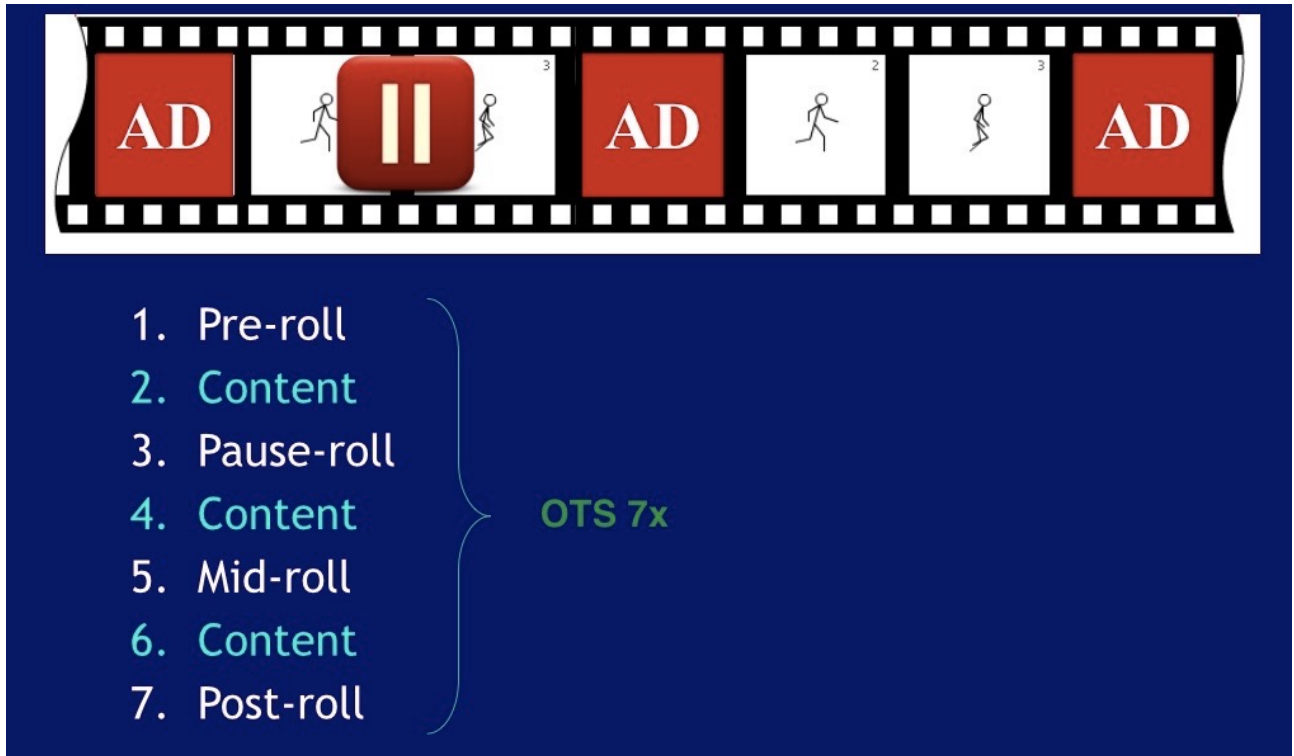 AD 3 AD 2 3 AD
1. Pre-roll
2. Content
3. Pause-roll
4. Content
5. Mid-roll
6. Content
7. Post-roll
OTS 7x